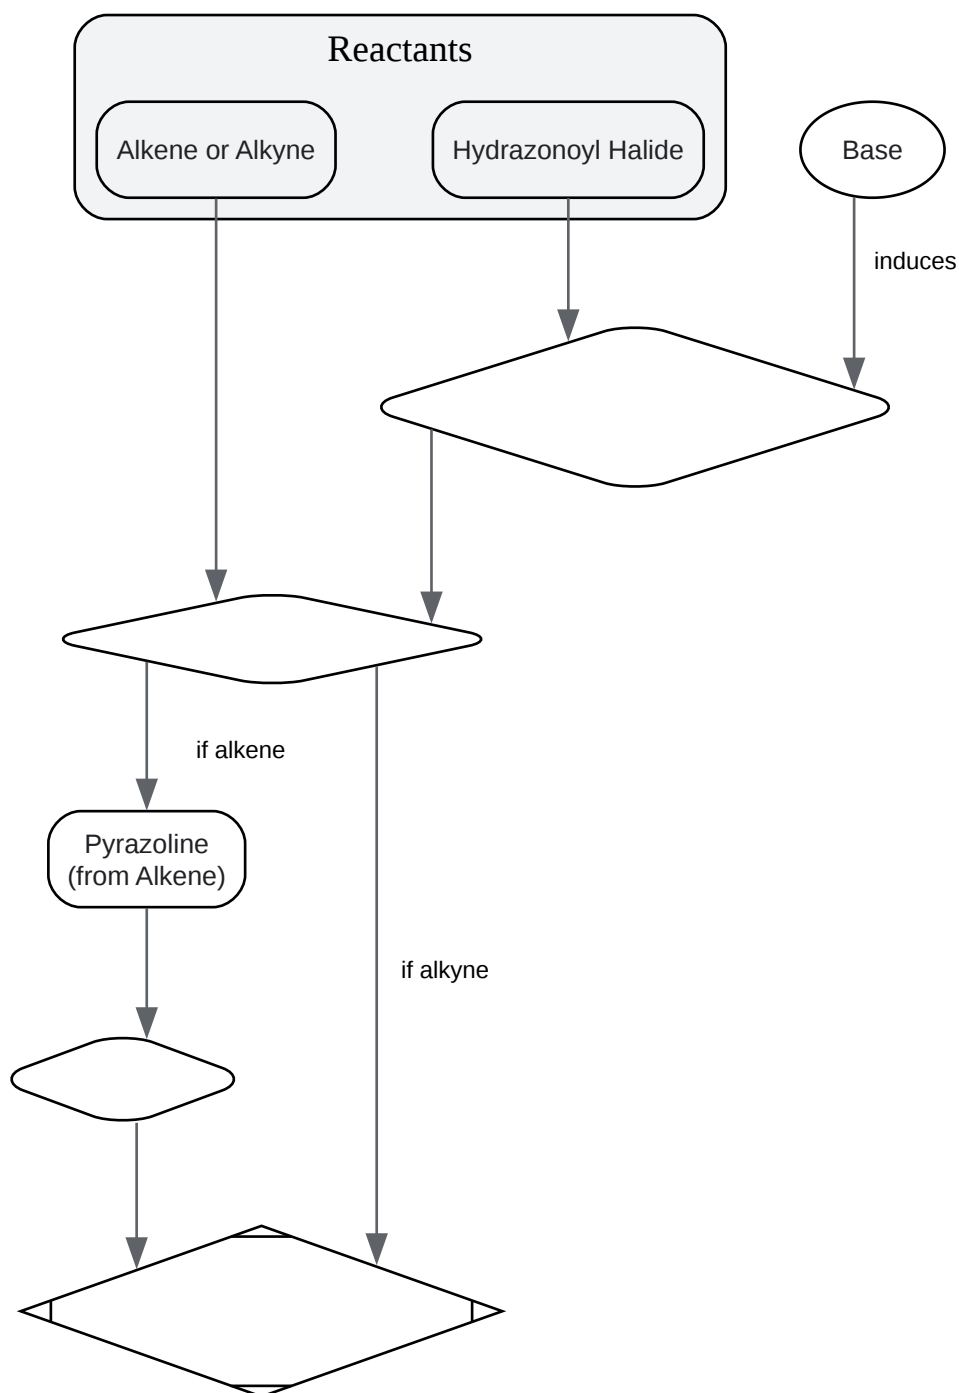 Reactants
Alkene or Alkyne
Hydrazonoyl Halide
Base
induces
if alkene
Pyrazoline
(from Alkene)
if alkyne